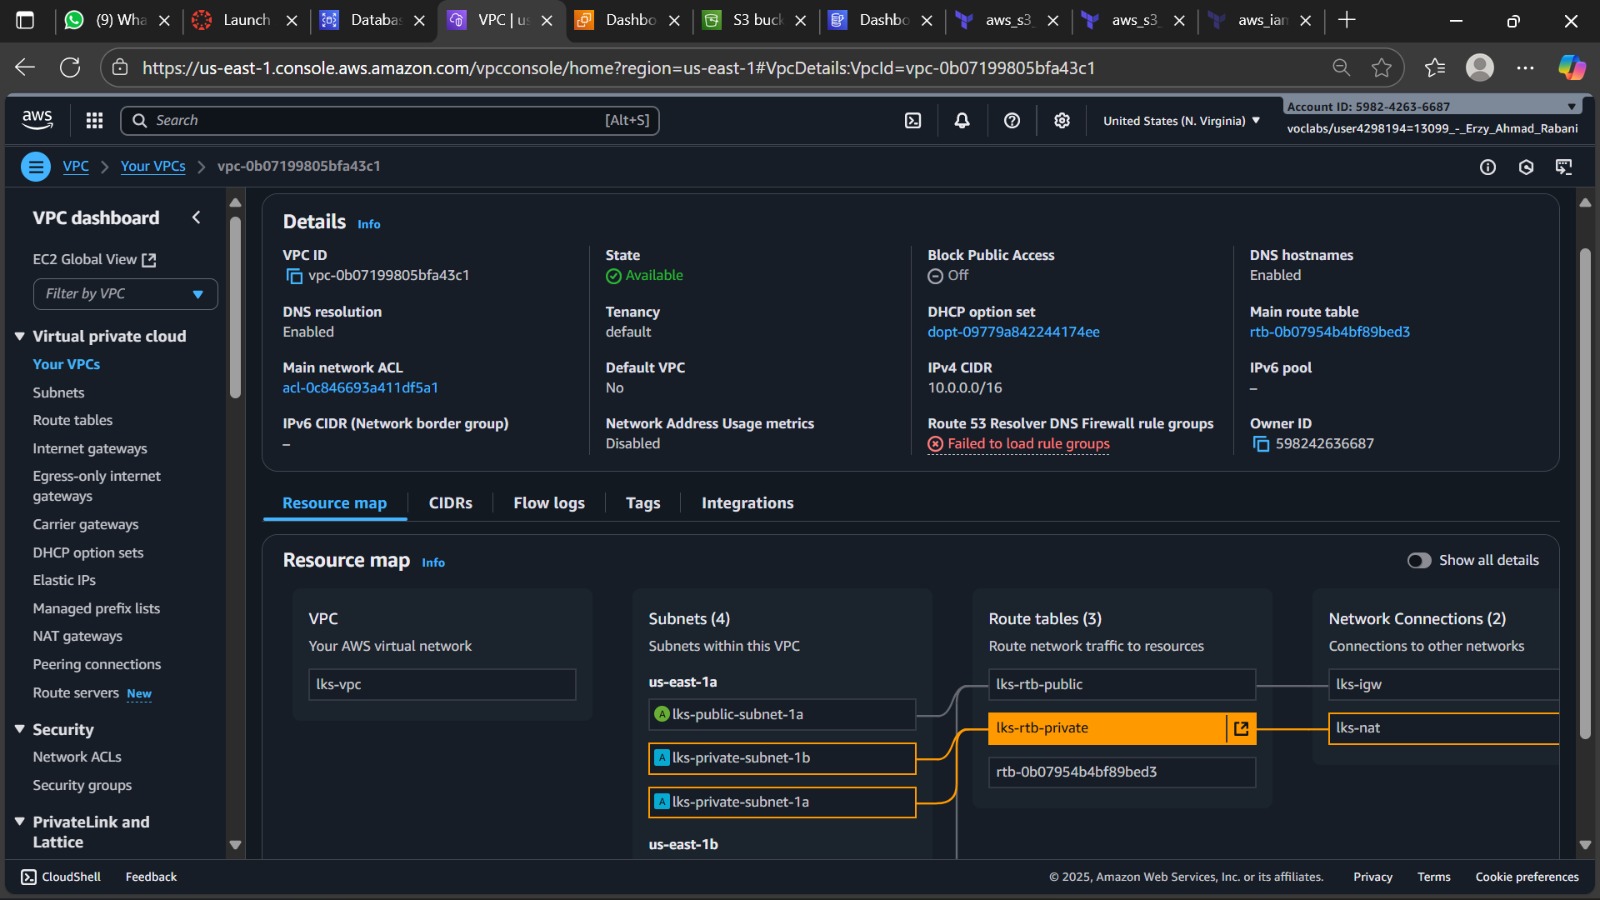 (9) Wha
Launch
Databas
VPC | us
Dashbo
S3 buck
Dashbo
aws_s3_
aws_s3_
aws_ian
https://us-east-1.console.aws.amazon.com/vpcconsole/home?region=us-east-1#VpcDetails:VpcId=vpc-0b07199805bfa43c1
aws
Search
[Alt+S]
United States (N. Virginia)
Account ID: 5982-4263-6687
voclabs/user4298194=13099_-_Erzy_Ahmad_Rabani
VPC
Your VPCs
vpc-0b07199805bfa43c1
VPC dashboard
EC2 Global View
Filter by VPC
Virtual private cloud
Your VPCs
Subnets
Route tables
Internet gateways
Egress-only internet
gateways
Carrier gateways
DHCP option sets
Elastic IPs
Managed prefix lists
NAT gateways
Peering connections
Route servers New
Security
Network ACLs
Security groups
PrivateLink and
Lattice
Details Info
VPC ID
vpc-0b07199805bfa43c1
State
Available
Block Public Access
Off
DNS hostnames
Enabled
DNS resolution
Enabled
Tenancy
default
DHCP option set
dopt-09779a842244174ee
Main route table
rtb-0b07954b4bf89bed3
Main network ACL
acl-0c846693a411df5a1
Default VPC
No
IPv4 CIDR
10.0.0.0/16
IPv6 pool
–
IPv6 CIDR (Network border group)
–
Network Address Usage metrics
Disabled
Route 53 Resolver DNS Firewall rule groups
Failed to load rule groups
Owner ID
598242636687
Resource map
CIDRs
Flow logs
Tags
Integrations
Resource map Info
Show all details
VPC
Your AWS virtual network
lks-vpc
Subnets (4)
Subnets within this VPC
us-east-1a
A lks-public-subnet-1a
A lks-private-subnet-1b
A lks-private-subnet-1a
us-east-1b
Route tables (3)
Route network traffic to resources
lks-rtb-public
lks-rtb-private
rtb-0b07954b4bf89bed3
Network Connections (2)
Connections to other networks
lks-igw
lks-nat
CloudShell
Feedback
© 2025, Amazon Web Services, Inc. or its affiliates.
Privacy
Terms
Cookie preferences